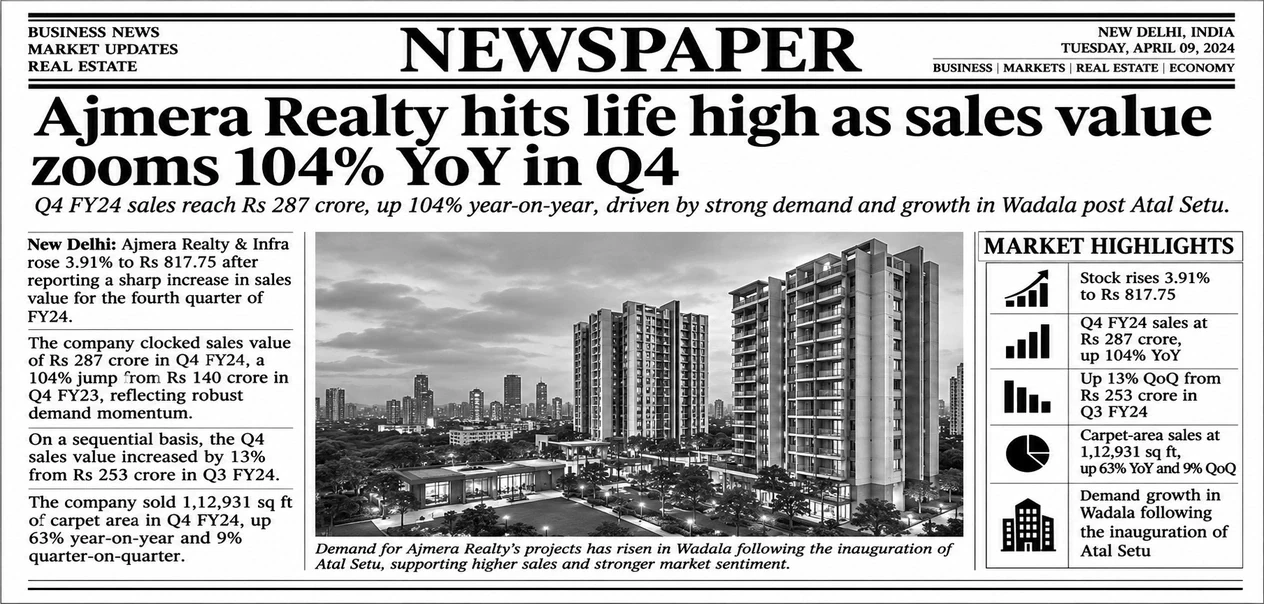 BUSINESS NEWS
MARKET UPDATES
REAL ESTATE
NEWSPAPER
NEW DELHI, INDIA
TUESDAY, APRIL 09, 2024
BUSINESS | MARKETS | REAL ESTATE | ECONOMY
Ajmera Realty hits life high as sales value
zooms 104% YoY in Q4
Q4 FY24 sales reach Rs 287 crore, up 104% year-on-year, driven by strong demand and growth in Wadala post Atal Setu.
New Delhi: Ajmera Realty & Infra
rose 3.91% to Rs 817.75 after
reporting a sharp increase in sales
value for the fourth quarter of
FY24.
The company clocked sales value
of Rs 287 crore in Q4 FY24, a
104% jump from Rs 140 crore in
Q4 FY23, reflecting robust
demand momentum.
On a sequential basis, the Q4
sales value increased by 13%
from Rs 253 crore in Q3 FY24.
The company sold 1,12,931 sq ft
of carpet area in Q4 FY24, up
63% year-on-year and 9%
quarter-on-quarter.
Demand for Ajmera Realty's projects has risen in Wadala following the inauguration of
Atal Setu, supporting higher sales and stronger market sentiment.
MARKET HIGHLIGHTS
Stock rises 3.91%
to Rs 817.75
Q4 FY24 sales at
Rs 287 crore,
up 104% YoY
Up 13% QoQ from
Rs 253 crore in
Q3 FY24
Carpet-area sales at
1,12,931 sq ft,
up 63% YoY and 9% QoQ
Demand growth in
Wadala following
the inauguration of
Atal Setu